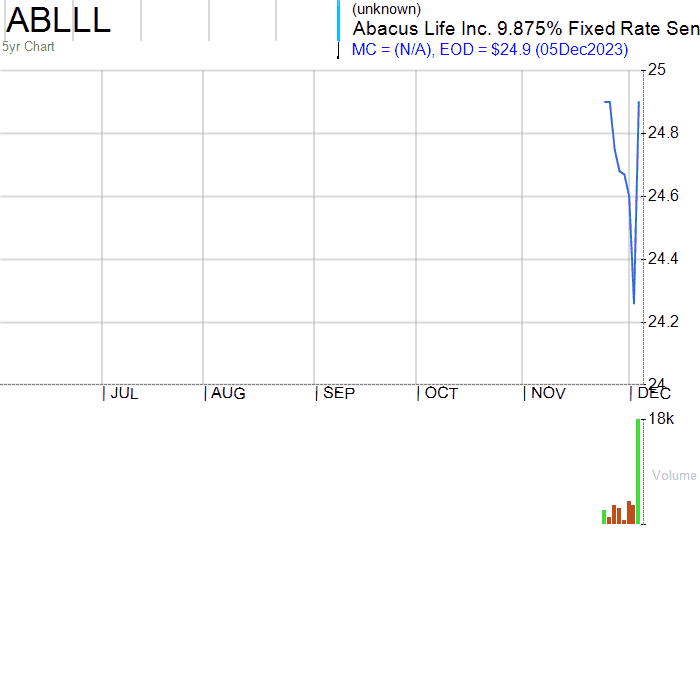 ABLLL
5yr Chart
(unknown)
Abacus Life Inc. 9.875% Fixed Rate Sen
MC = (N/A), EOD = $24.9 (05Dec2023)
25
24.8
24.6
24.4
24.2
24
JUL AUG SEP OCT NOV DEC
18k
Volume